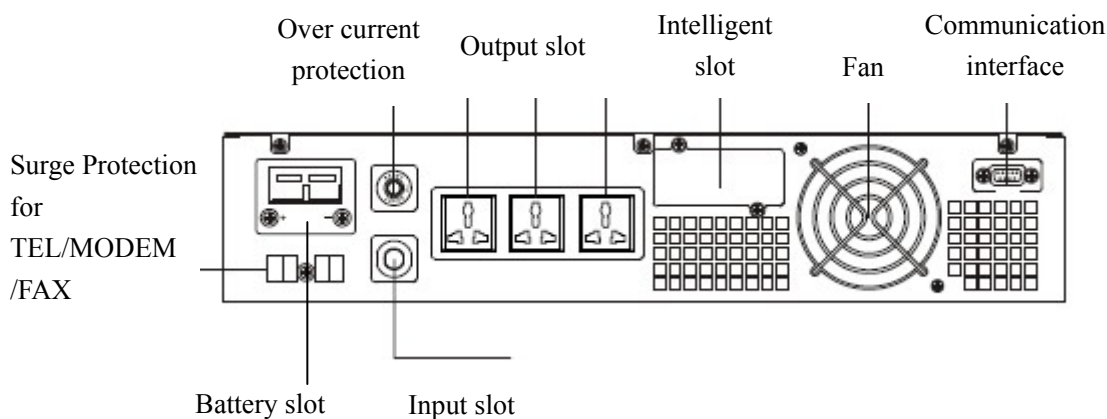 Over current
protection
Output slot
Intelligent
slot
Fan
Communication
interface
Surge Protection
for
TEL/MODEM
/FAX
+
−
Battery slot
Input slot